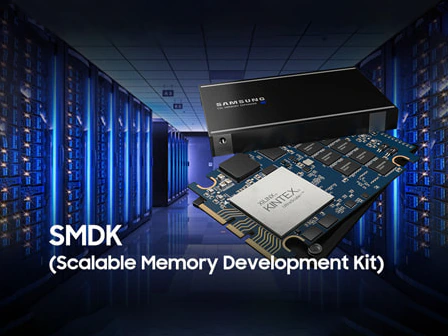 SAMSUNG
XILINX
KINTEX
SMDK
(Scalable Memory Development Kit)